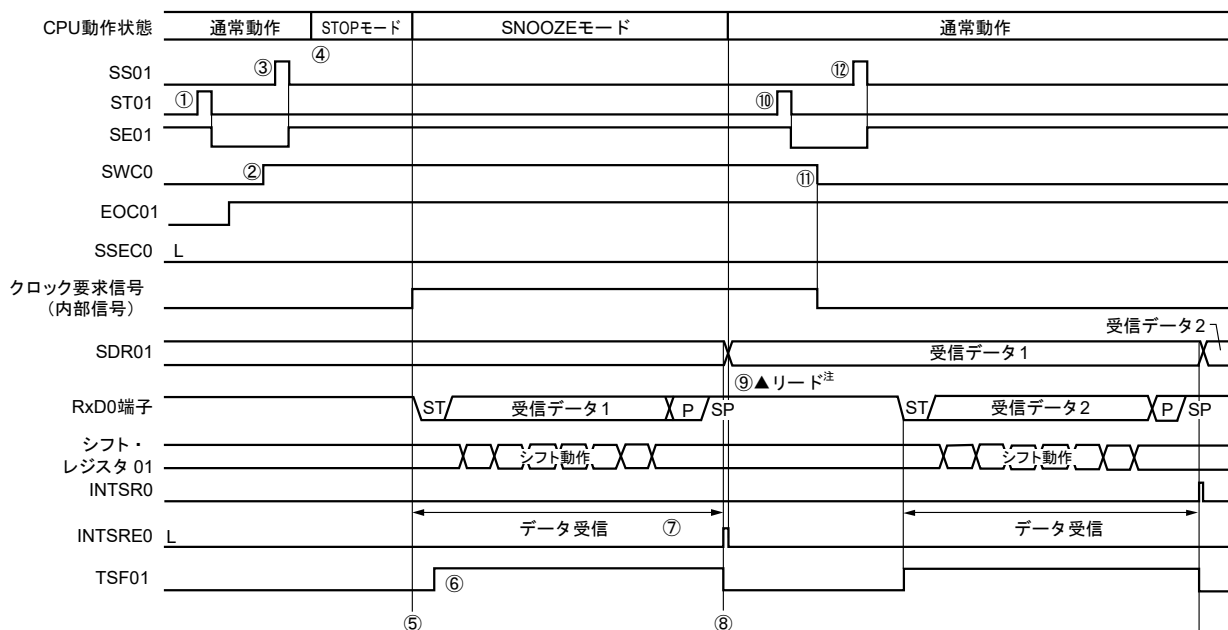 CPU動作状態 通常動作 STOPモード SNOOZEモード 通常動作
④
SS01 ③ ⑫
ST01 ① ⑩
SE01
SWC0 ② ⑪
EOC01
SSEC0 L
クロック要求信号
（内部信号）
受信データ2
SDR01 受信データ1
⑨▲リード注
RxD0端子 ST 受信データ1 P SP ST 受信データ2 P SP
シフト・
レジスタ 01 シフト動作 シフト動作
INTSR0
データ受信 ⑦ データ受信
INTSRE0 L
TSF01 ⑥
⑤ ⑧